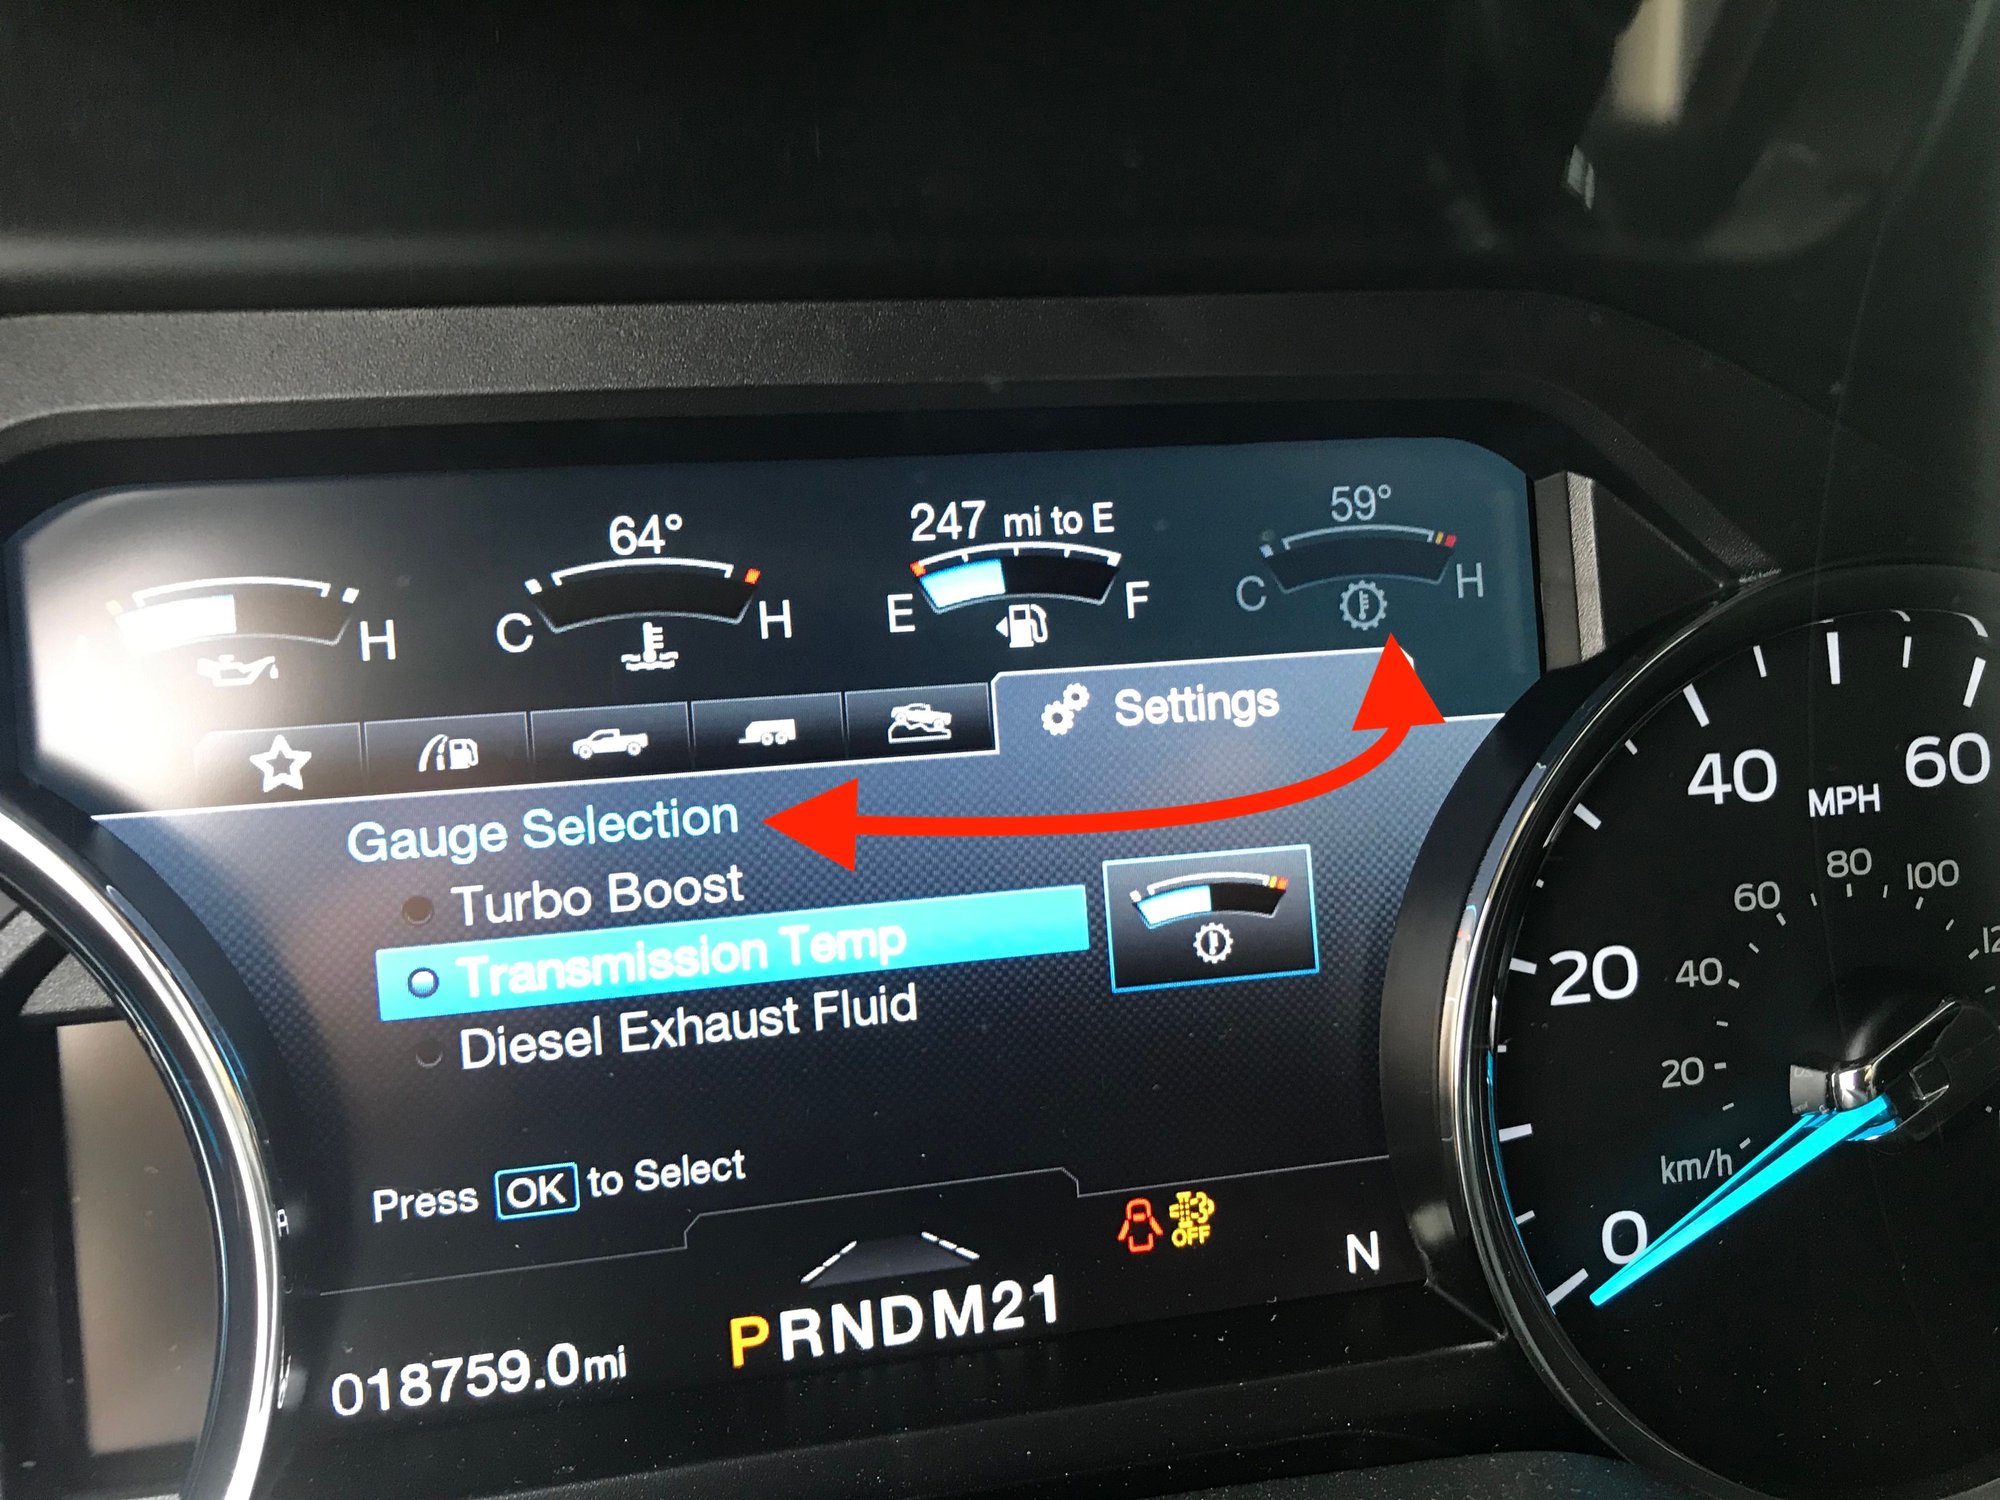 64°
247 mi to E
59°
H
C
H
E
F
C
H
Settings
Gauge Selection
Turbo Boost
Transmission Temp
Diesel Exhaust Fluid
Press OK to Select
OFF
N
PRNDM21
018759.0mi
40
60
MPH
80
60
100
20
40
20
km/h
0